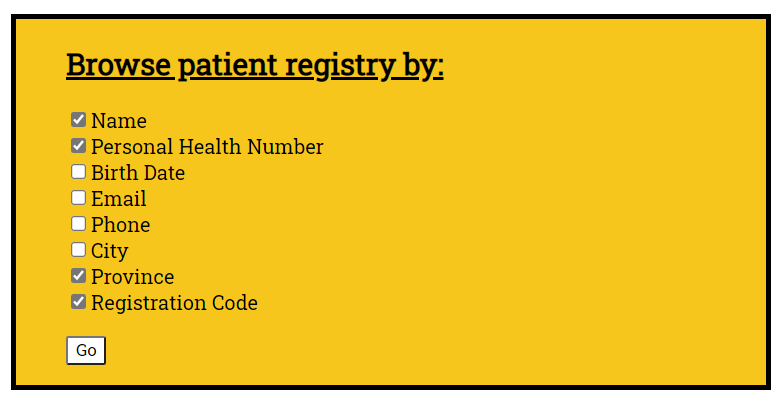 Browse patient registry by:
Name
Personal Health Number
Birth Date
Email
Phone
City
Province
Registration Code
Go